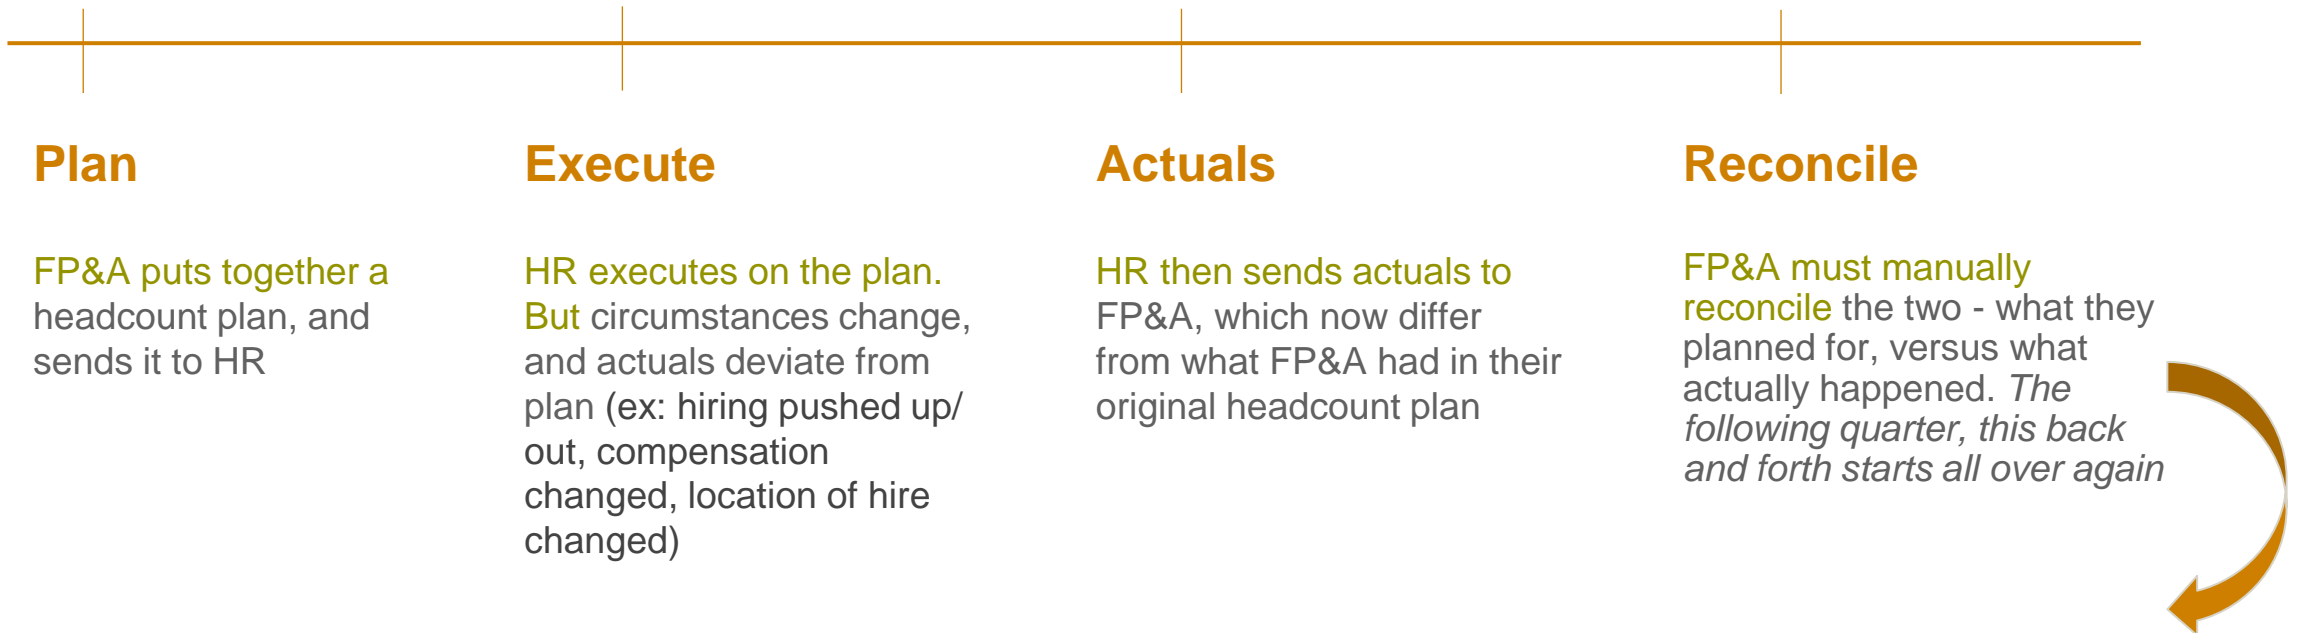 Plan
FP&A puts together a
headcount plan, and
sends it to HR
Execute
HR executes on the plan.
But circumstances change,
and actuals deviate from
plan (ex: hiring pushed up/
out, compensation
changed, location of hire
changed)
Actuals
HR then sends actuals to
FP&A, which now differ
from what FP&A had in their
original headcount plan
Reconcile
FP&A must manually
reconcile the two - what they
planned for, versus what
actually happened. The
following quarter, this back
and forth starts all over again